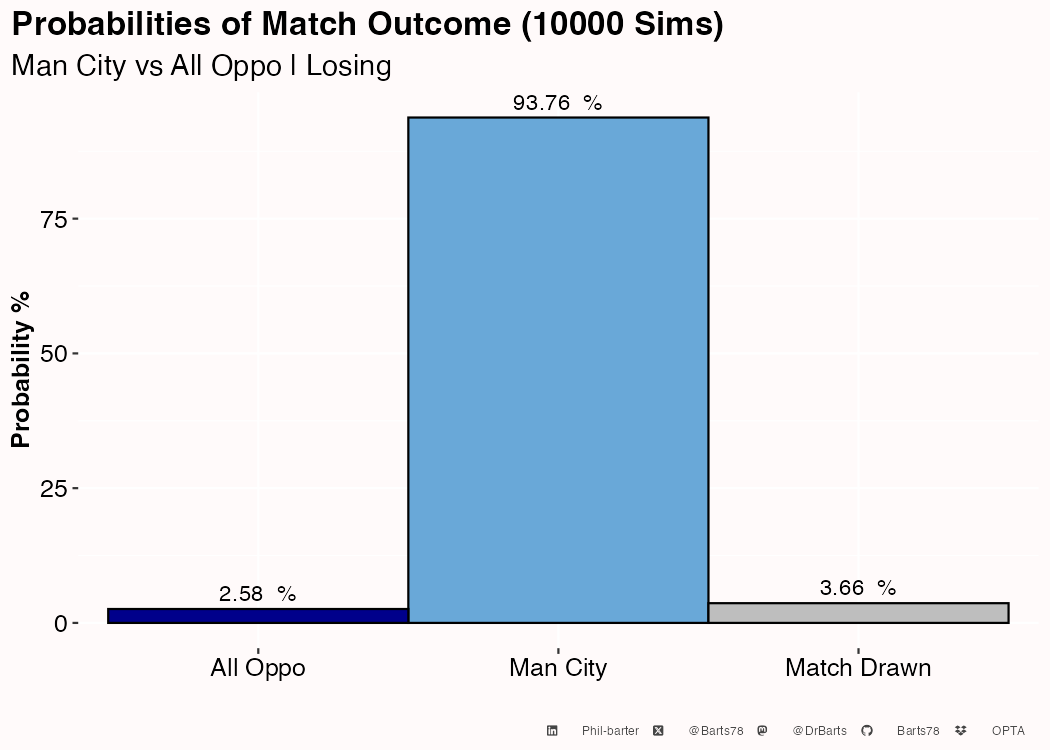 Probabilities of Match Outcome (10000 Sims)
Man City vs All Oppo | Losing
93.76 %
75
50
25
0
Probability %
2.58 %
3.66 %
All Oppo
Man City
Match Drawn
Phil-barter @Barts78 @DrBarts Barts78 OPTA